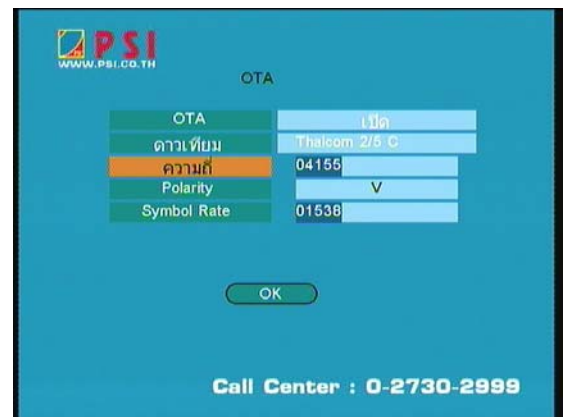 PSI
WWW.PSI.CO.TH
OTA
OTA เปิด
ดาวเทียม Thaicom 2/5 C
ความถี่ 04155
Polarity V
Symbol Rate 01538
OK
Call Center : 0-2730-2999